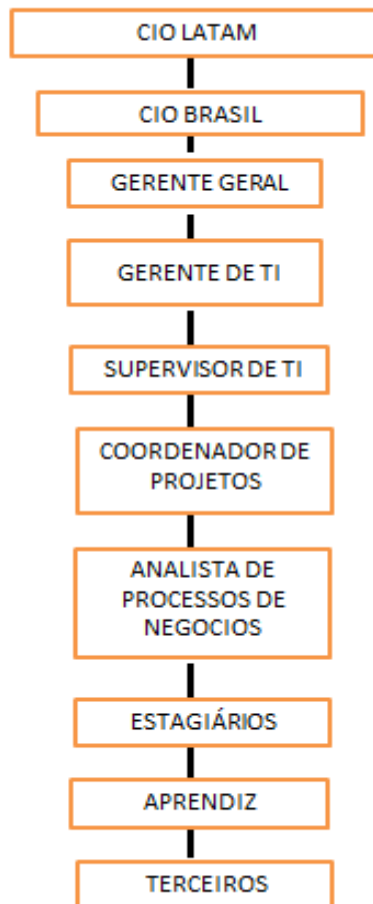 CIO LATAM
CIO BRASIL
GERENTE GERAL
GERENTE DE TI
SUPERVISOR DE TI
COORDENADOR DE
PROJETOS
ANALISTA DE
PROCESSOS DE
NEGOCIOS
ESTAGIÁRIOS
APRENDIZ
TERCEIROS